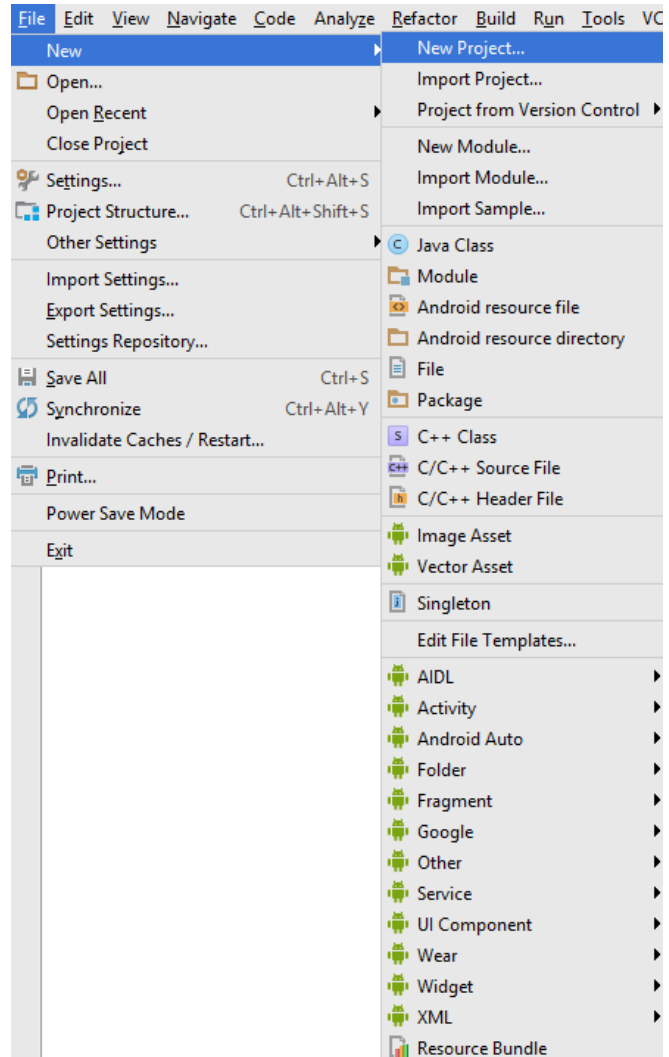 File Edit View Navigate Code Analyze Refactor Build Run Tools VC
New
Open...
Open Recent
Close Project
Settings... Ctrl+Alt+S
Project Structure... Ctrl+Alt+Shift+S
Other Settings
Import Settings...
Export Settings...
Settings Repository...
Save All Ctrl+S
Synchronize Ctrl+Alt+Y
Invalidate Caches / Restart...
Print...
Power Save Mode
Exit
New Project...
Import Project...
Project from Version Control
New Module...
Import Module...
Import Sample...
C Java Class
Module
Android resource file
Android resource directory
File
Package
S C++ Class
C++ C/C++ Source File
h C/C++ Header File
Image Asset
Vector Asset
Singleton
Edit File Templates...
AIDL
Activity
Android Auto
Folder
Fragment
Google
Other
Service
UI Component
Wear
Widget
XML
Resource Bundle